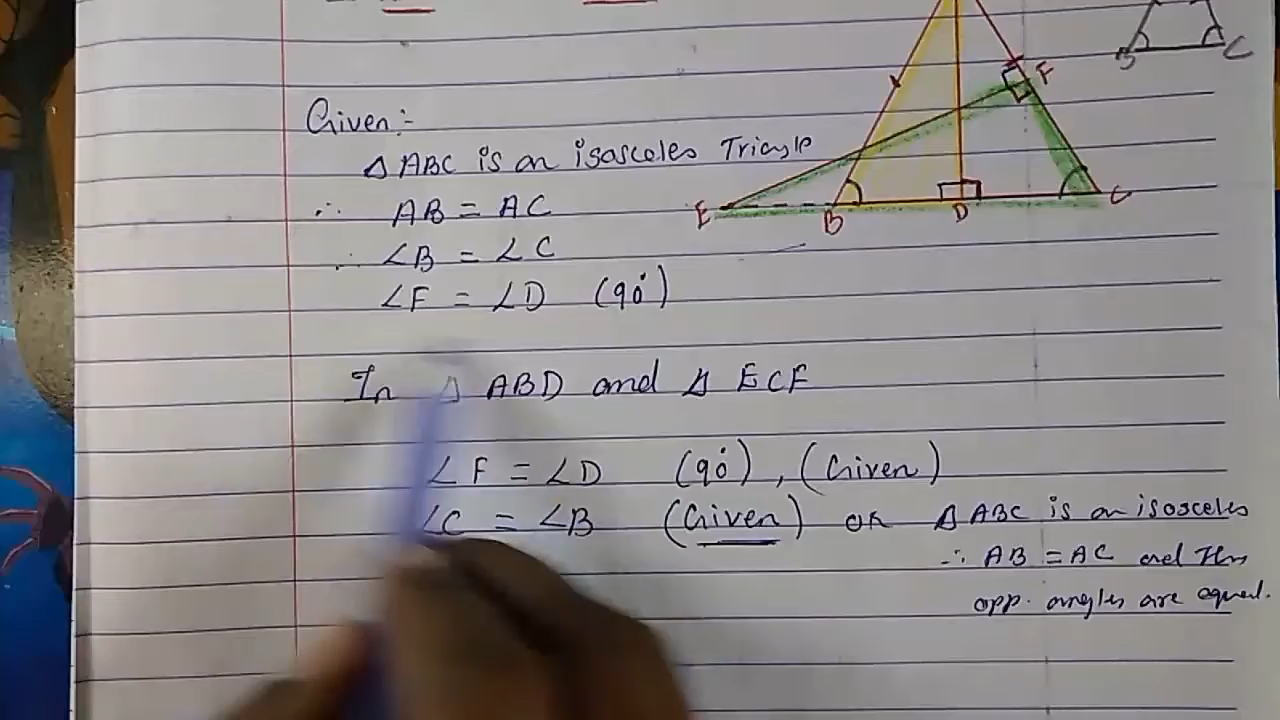 Given:-
Δ ABC is an isosceles Triangle
∴ AB = AC
∴ ∠B = ∠C
∠F = ∠D (90°)
In Δ ABD and Δ ECF
∠F = ∠D (90°), (Given)
∠C = ∠B (Given) or Δ ABC is an isosceles
∴ AB = AC and
opp. angles are equal.
F
E
B
D
C
B
C